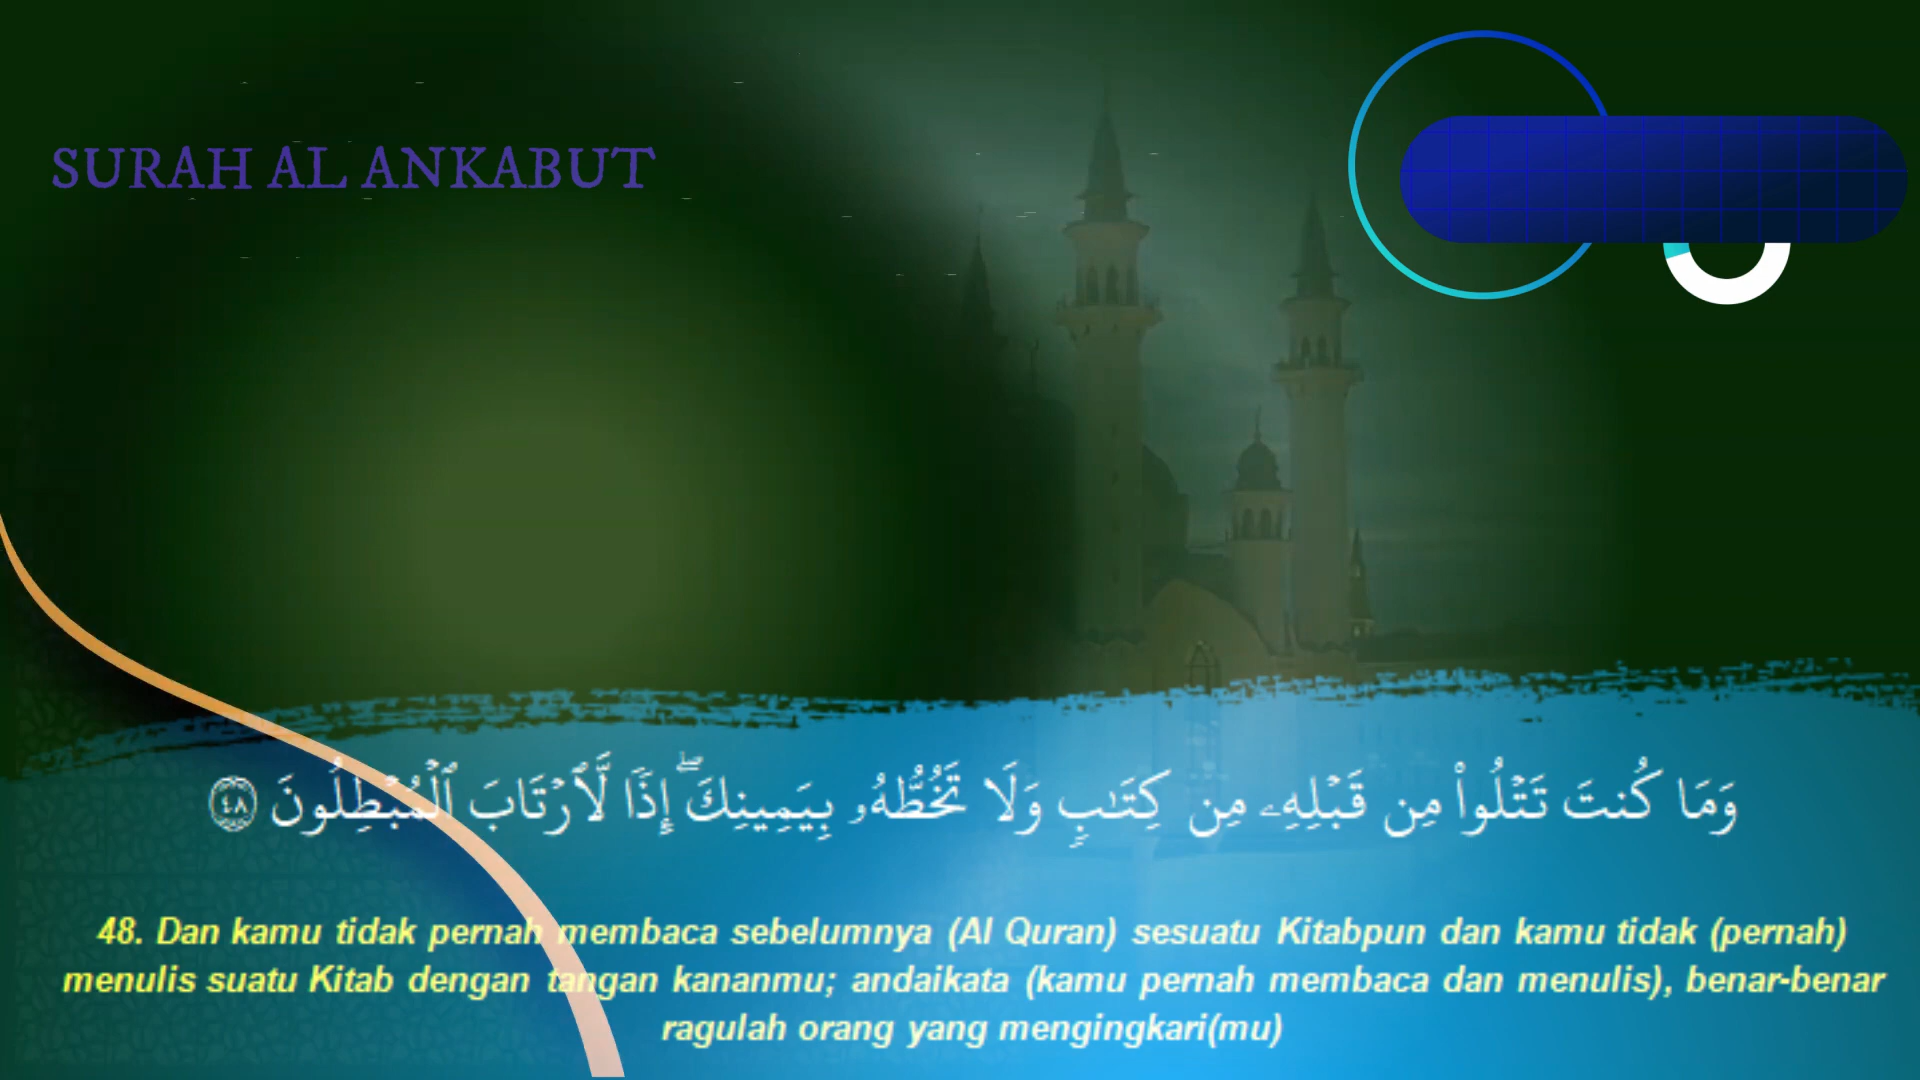 SURAH AL ANKABUT
وَمَا كُنتَ تَتْلُوا۟ مِن قَبْلِهِۦ مِن كِتَٰبٍ وَلَا تَخُطُّهُۥ بِيَمِينِكَ ۖ إِذًا لَّٱرْتَابَ ٱلْمُبْطِلُونَ ٤٨
48. Dan kamu tidak pernah membaca sebelumnya (Al Quran) sesuatu Kitabpun dan kamu tidak (pernah)
menulis suatu Kitab dengan tangan kananmu; andaikata (kamu pernah membaca dan menulis), benar-benar
ragulah orang yang mengingkari(mu)